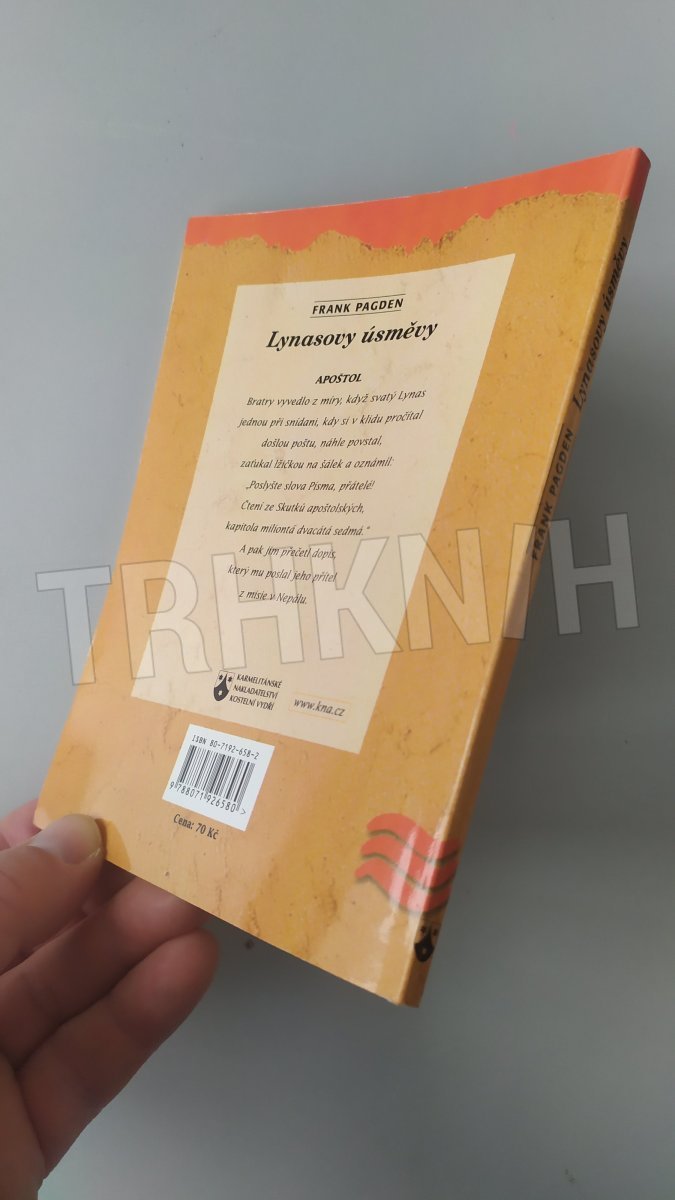 FRANK PAGDEN
Lynasovy úsměvy
APOŠTOL
Bratry vyvedlo z míry, když svatý Lynas
jednou při snídani, kdy si v klidu pročítal
došlou poštu, náhle povstal,
zaťukal lžičkou na šálek a oznámil:
„Poslyšte slova Písma, přátelé!
Čtení ze Skutků apoštolských,
kapitola miliontá dvacátá sedmá.“
A pak jim přečetl dopis,
který mu poslal jeho přítel
z misie v Nepálu.
KARMELITÁNSKÉ
NAKLADATELSTVÍ
KOSTELNÍ VYDŘÍ
www.kna.cz
ISBN 80-7192-658-2
9 788071 926580 >
Cena: 70 Kč
FRANK PAGDEN Lynasovy úsměvy
TRHKNIH